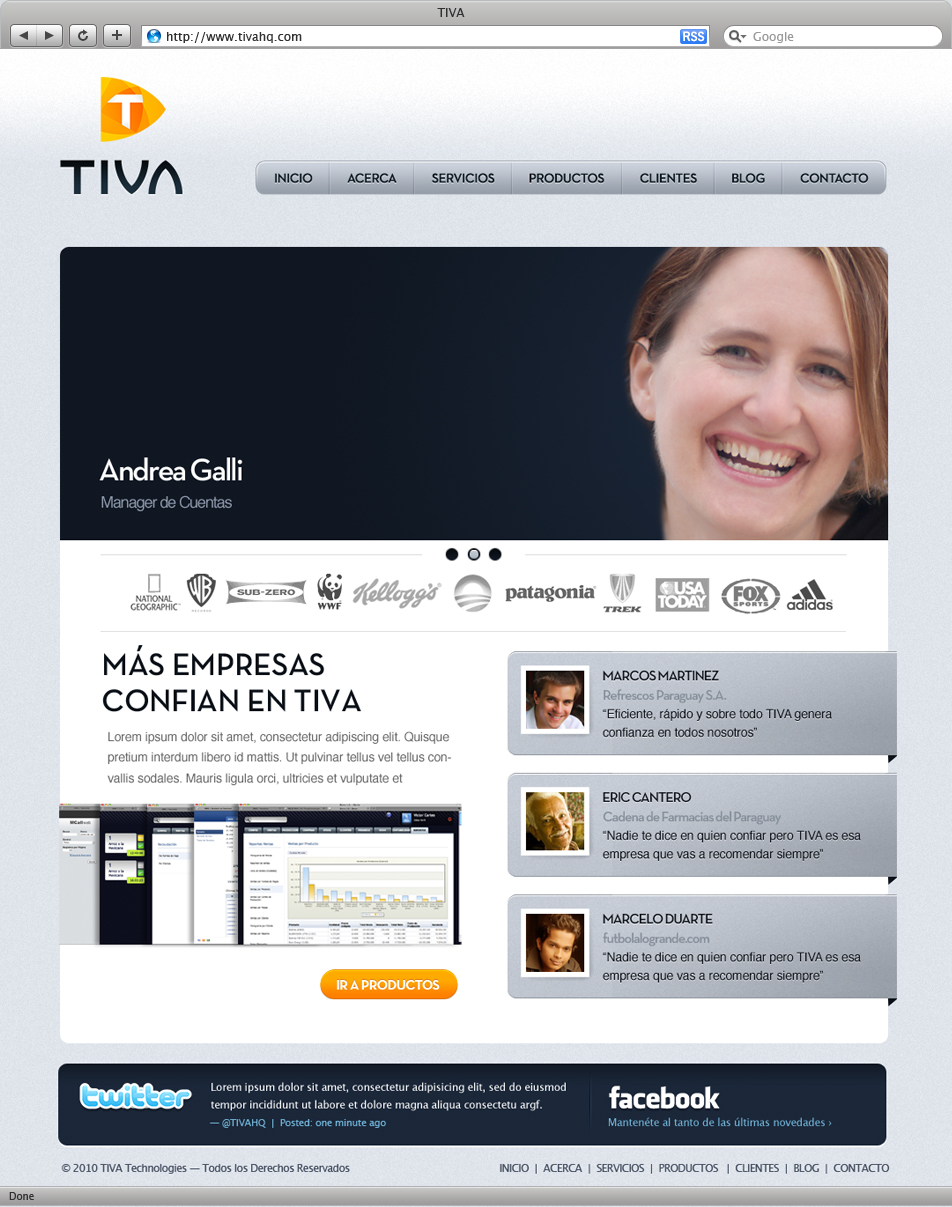 TIVA
http://www.tivahq.com
RSS
Google
T
TIVA
INICIO
ACERCA
SERVICIOS
PRODUCTOS
CLIENTES
BLOG
CONTACTO
Andrea Galli
Manager de Cuentas
NATIONAL
GEOGRAPHIC
WB
RECORDS
SUB-ZERO
WWF
Kellogg's
patagonia
TREK
USA
TODAY
FOX
SPORTS
adidas
MÁS EMPRESAS
CONFIAN EN TIVA
Lorem ipsum dolor sit amet, consectetur adipiscing elit. Quisque
pretium interdum libero id mattis. Ut pulvinar tellus vel tellus con-
vallis sodales. Mauris ligula orci, ultricies et vulputate et
IR A PRODUCTOS
MARCOS MARTINEZ
Refrescos Paraguay S.A.
“Eficiente, rápido y sobre todo TIVA genera
confianza en todos nosotros”
ERIC CANTERO
Cadena de Farmacias del Paraguay
“Nadie te dice en quien confiar pero TIVA es esa
empresa que vas a recomendar siempre”
MARCELO DUARTE
futbolalogrande.com
“Nadie te dice en quien confiar pero TIVA es esa
empresa que vas a recomendar siempre”
twitter
Lorem ipsum dolor sit amet, consectetur adipisicing elit, sed do eiusmod
tempor incididunt ut labore et dolore magna aliqua consectetu argf.
— @TIVAHQ | Posted: one minute ago
facebook
Mantenéte al tanto de las últimas novedades ›
© 2010 TIVA Technologies — Todos los Derechos Reservados
INICIO | ACERCA | SERVICIOS | PRODUCTOS | CLIENTES | BLOG | CONTACTO
Done